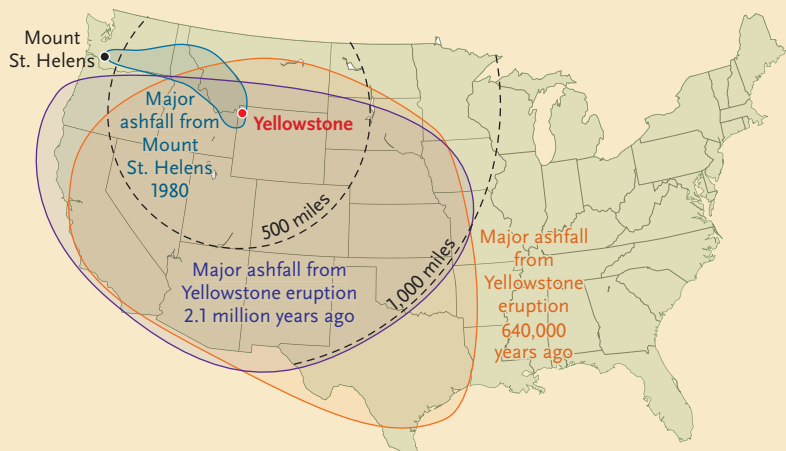 Mount
St. Helens
Major
ashfall from
Mount
St. Helens
1980
Yellowstone
500 miles
1,000 miles
Major ashfall from
Yellowstone eruption
2.1 million years ago
Major ashfall
from
Yellowstone
eruption
640,000
years ago